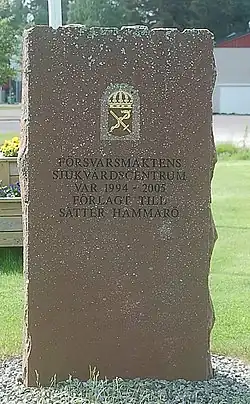 FÖRSVARSMAKTENS
SJUKVÅRDSCENTRUM
VAR 1994 - 2005
FÖRLAGT TILL
SÄTTER HAMMARÖ